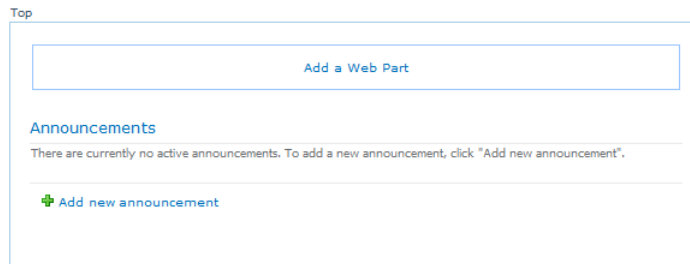 Top
Add a Web Part
Announcements
There are currently no active announcements. To add a new announcement, click "Add new announcement".
Add new announcement